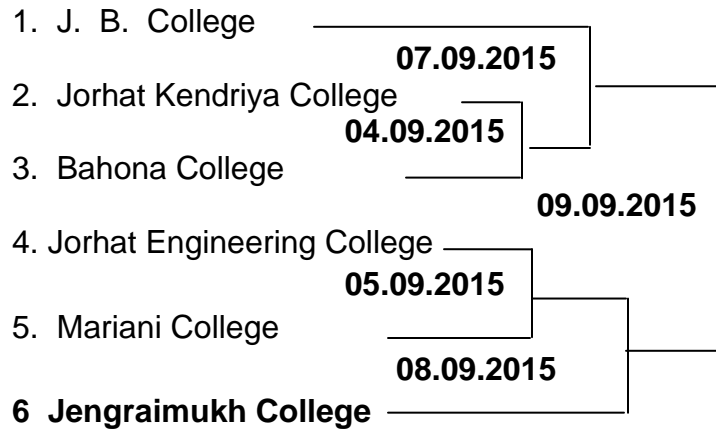 1. J. B. College
07.09.2015
2. Jorhat Kendriya College
04.09.2015
3. Bahona College
09.09.2015
4. Jorhat Engineering College
05.09.2015
5. Mariani College
08.09.2015
6 Jengraimukh College